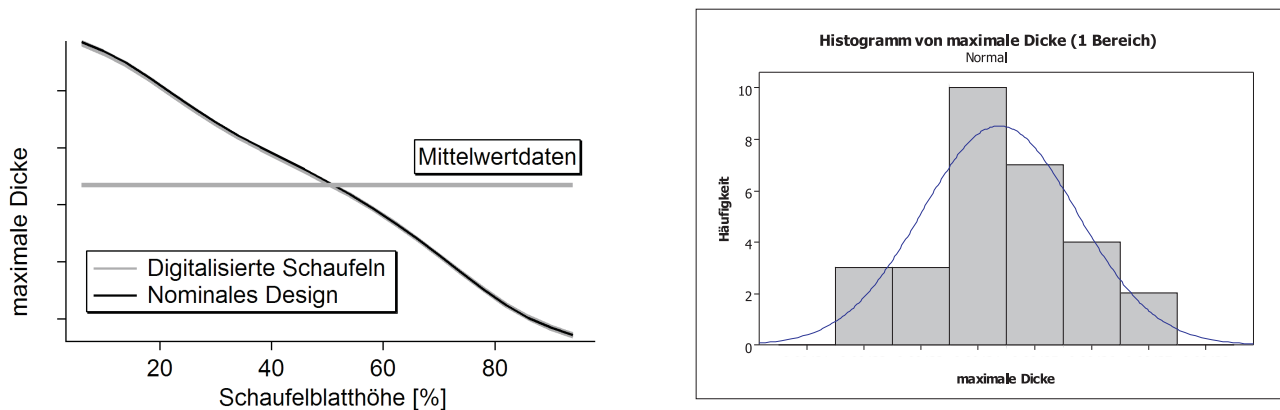 maximale Dicke
Mittelwertdaten
Digitalisierte Schaufeln
Nominales Design
20
40
60
80
Schaufelblatthöhe [%]
Histogramm von maximale Dicke (1 Bereich)
Normal
Häufigkeit
10
8
6
4
2
0
maximale Dicke